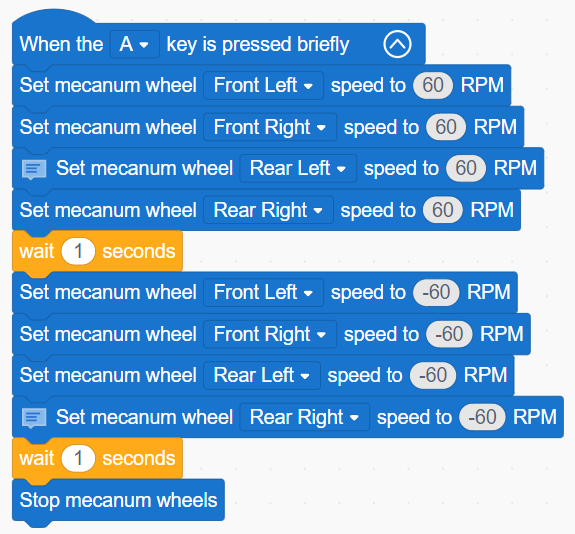 When the A key is pressed briefly
Set mecanum wheel Front Left speed to 60 RPM
Set mecanum wheel Front Right speed to 60 RPM
Set mecanum wheel Rear Left speed to 60 RPM
Set mecanum wheel Rear Right speed to 60 RPM
wait 1 seconds
Set mecanum wheel Front Left speed to -60 RPM
Set mecanum wheel Front Right speed to -60 RPM
Set mecanum wheel Rear Left speed to -60 RPM
Set mecanum wheel Rear Right speed to -60 RPM
wait 1 seconds
Stop mecanum wheels